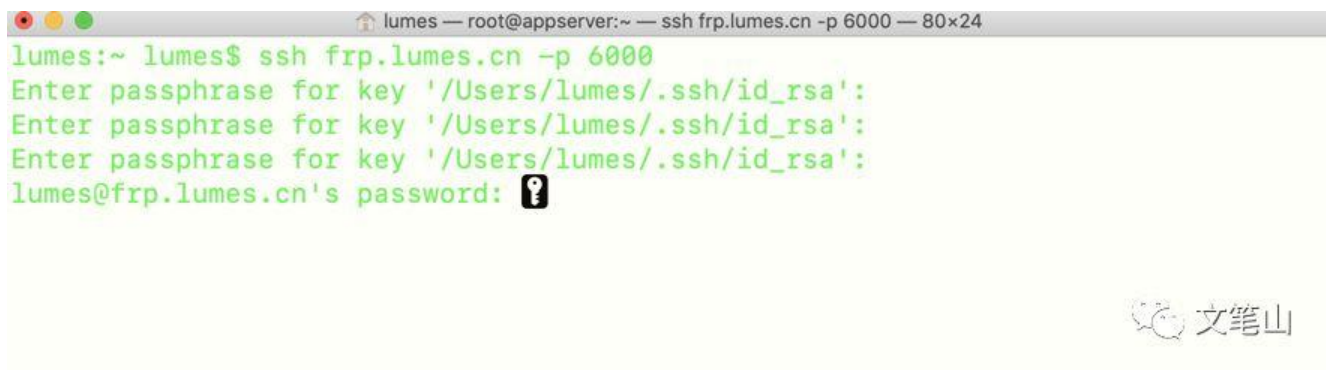 lumes — root@appserver:~ — ssh frp.lumes.cn -p 6000 — 80×24
lumes:~ lumes$ ssh frp.lumes.cn -p 6000
Enter passphrase for key '/Users/lumes/.ssh/id_rsa':
Enter passphrase for key '/Users/lumes/.ssh/id_rsa':
Enter passphrase for key '/Users/lumes/.ssh/id_rsa':
lumes@frp.lumes.cn's password:
文笔山